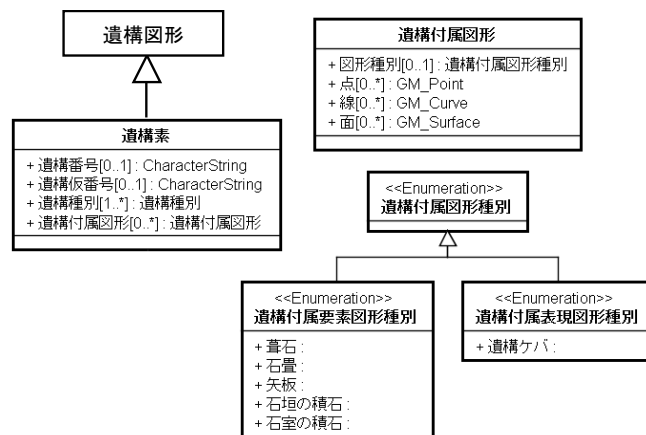 遺構図形
遺構素
+ 遺構番号[0..1] : CharacterString
+ 遺構仮番号[0..1] : CharacterString
+ 遺構種別[1..*] : 遺構種別
+ 遺構付属図形[0..*] : 遺構付属図形
遺構付属図形
+ 図形種別[0..1] : 遺構付属図形種別
+ 点[0..*] : GM_Point
+ 線[0..*] : GM_Curve
+ 面[0..*] : GM_Surface
<<Enumeration>>
遺構付属図形種別
<<Enumeration>>
遺構付属要素図形種別
+ 葺石 :
+ 石畳 :
+ 矢板 :
+ 石垣の積石 :
+ 石室の積石 :
<<Enumeration>>
遺構付属表現図形種別
+ 遺構ケバ :